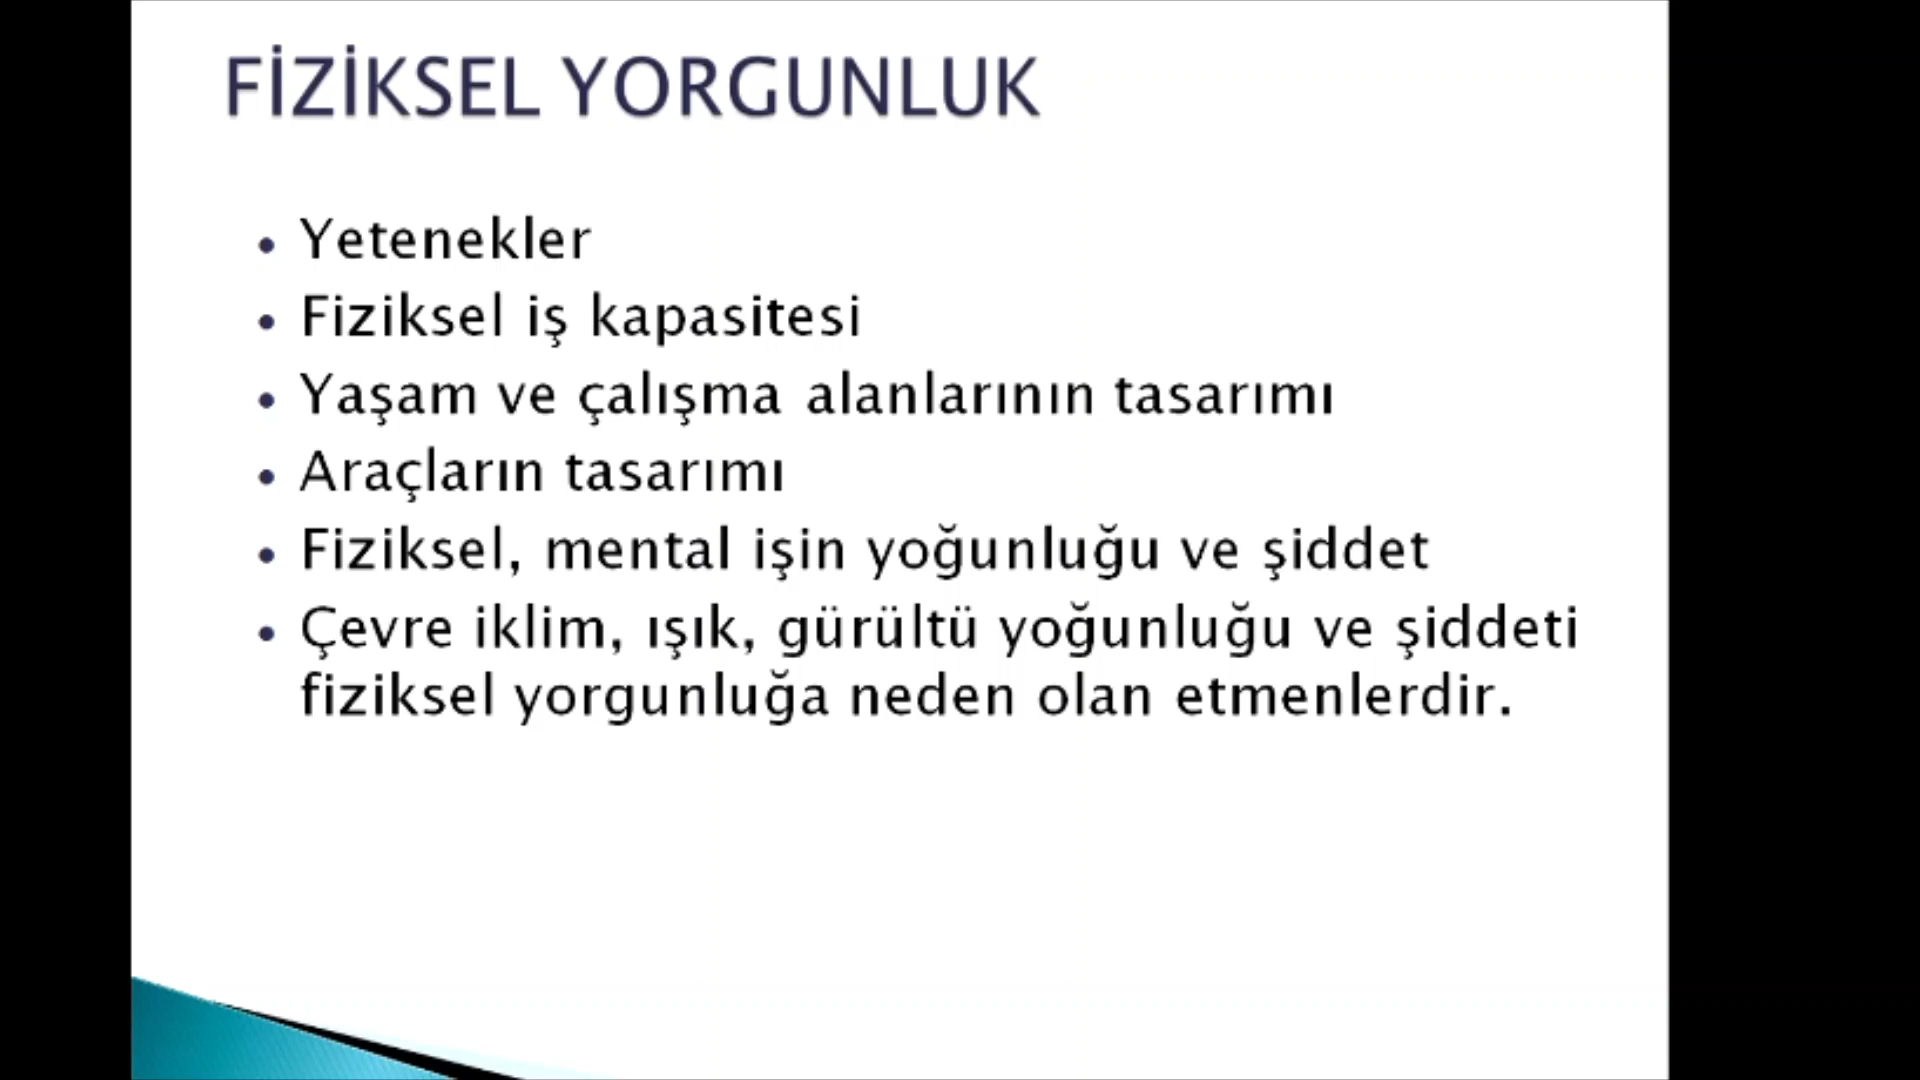 FİZİKSEL YORGUNLUK
• Yetenekler
• Fiziksel iş kapasitesi
• Yaşam ve çalışma alanlarının tasarımı
• Araçların tasarımı
• Fiziksel, mental işin yoğunluğu ve şiddet
• Çevre iklim, ışık, gürültü yoğunluğu ve şiddeti
fiziksel yorgunluğa neden olan etmenlerdir.